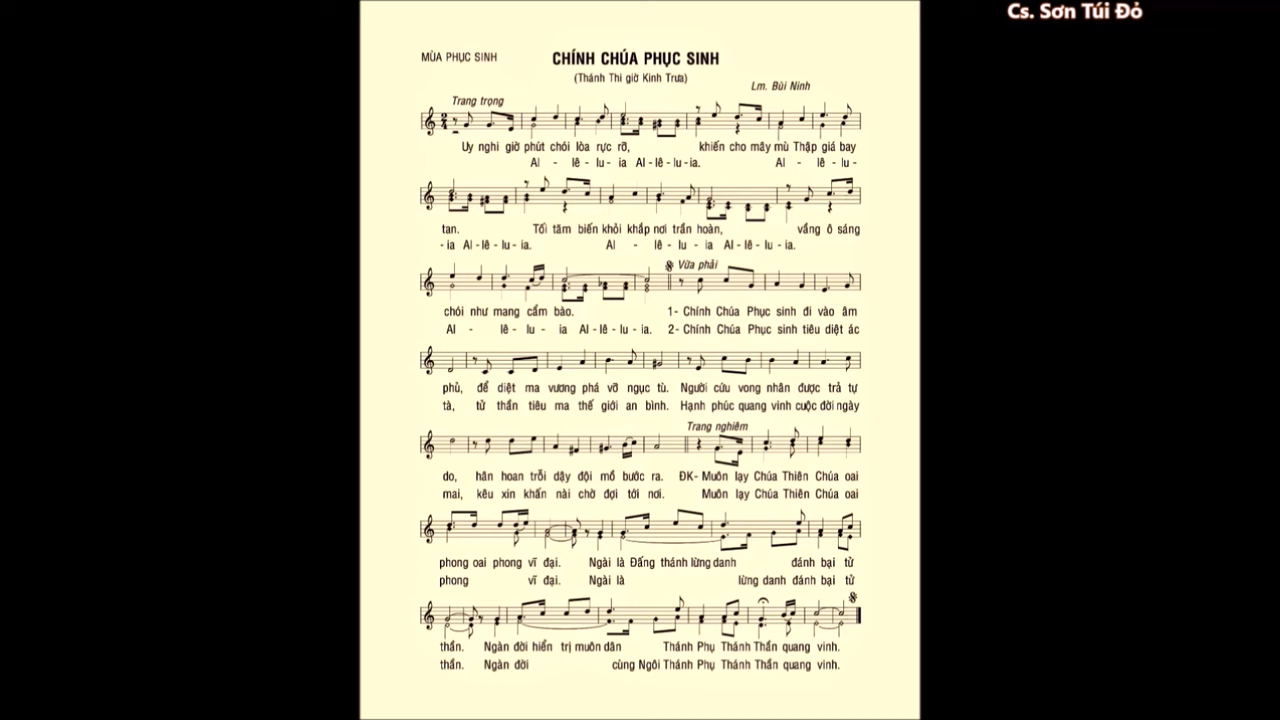 Cs. Sơn Túi Đỏ
MÙA PHỤC SINH
CHÍNH CHÚA PHỤC SINH
(Thánh Thi giờ Kinh Trưa)
Lm. Bùi Ninh
Trang trọng
Uy nghi giờ phút chói lòa rực rỡ, khiến cho mây mù Thập giá bay
Al - lê - lu - ia Al - lê - lu - ia. Al - lê - lu -
tan. Tối tăm biến khỏi khắp nơi trần hoàn, vầng ô sáng
- ia Al - lê - lu - ia. Al - lê - lu - ia Al - lê - lu - ia.
Vừa phải
chói như mang cẩm bào. 1- Chính Chúa Phục sinh đi vào âm
Al - lê - lu - ia Al - lê - lu - ia. 2- Chính Chúa Phục sinh tiêu diệt ác
phủ, để diệt ma vương phá vỡ ngục tù. Người cứu vong nhân được trả tự
tà, tử thần tiêu ma thế giới an bình. Hạnh phúc quang vinh cuộc đời ngày
Trang nghiêm
do, hân hoan trỗi dậy đội mồ bước ra. ĐK- Muôn lạy Chúa Thiên Chúa oai
mai, kêu xin khấn nài chờ đợi tới nơi. Muôn lạy Chúa Thiên Chúa oai
phong oai phong vĩ đại. Ngài là Đấng thánh lừng danh đánh bại tử
phong vĩ đại. Ngài là lừng danh đánh bại tử
thần. Ngàn đời hiển trị muôn dân Thánh Phụ Thánh Thần quang vinh.
thần. Ngàn đời cùng Ngôi Thánh Phụ Thánh Thần quang vinh.